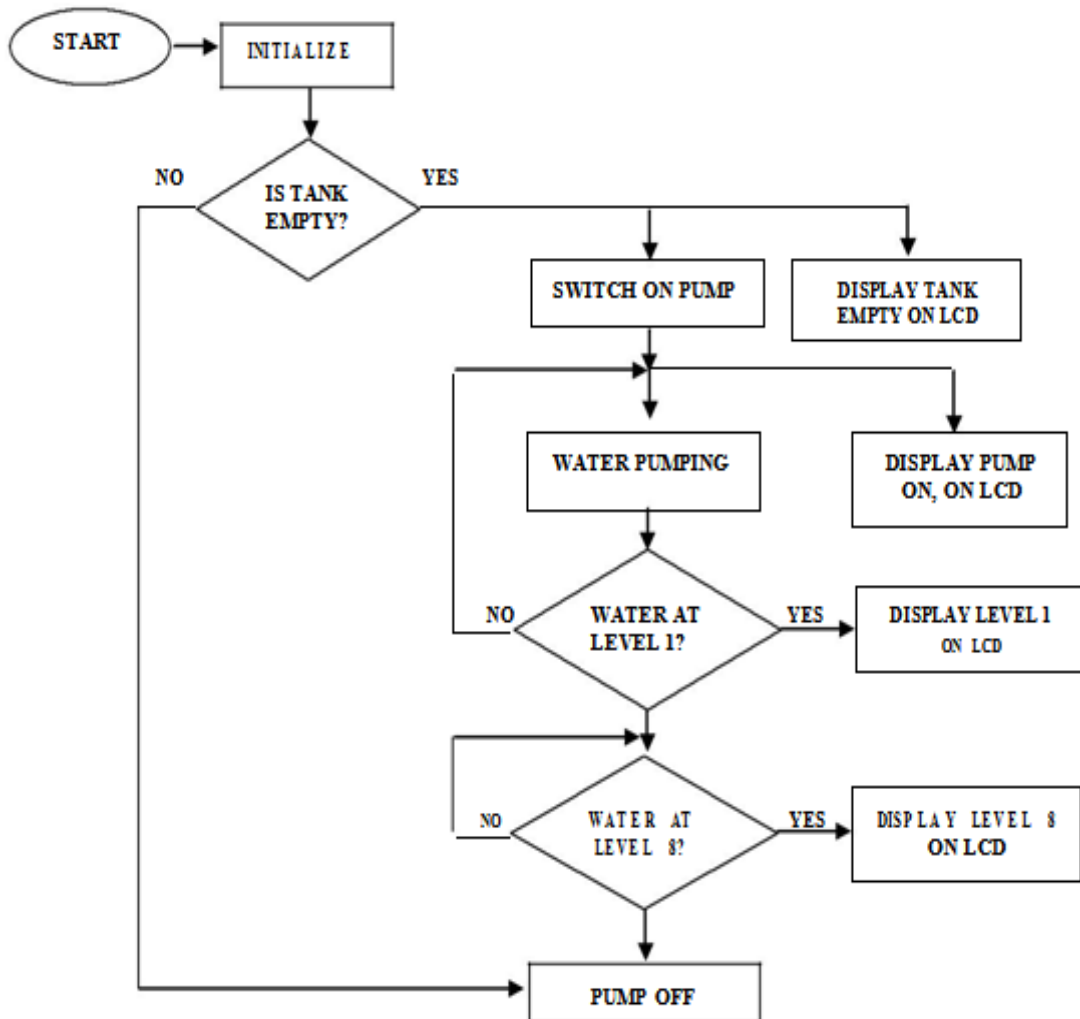 START
INITIALIZE
NO
YES
IS TANK
EMPTY?
SWITCH ON PUMP
DISPLAY TANK
EMPTY ON LCD
WATER PUMPING
DISPLAY PUMP
ON, ON LCD
NO
WATER AT
LEVEL 1?
YES
DISPLAY LEVEL 1
ON LCD
NO
WATER AT
LEVEL 8?
YES
DISPLAY LEVEL 8
ON LCD
PUMP OFF